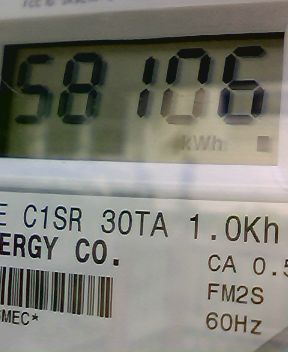 58106
kWh
E C1SR 30TA 1.0Kh
ERGY CO.
CA 0.5
FM2S
MEC*
60Hz